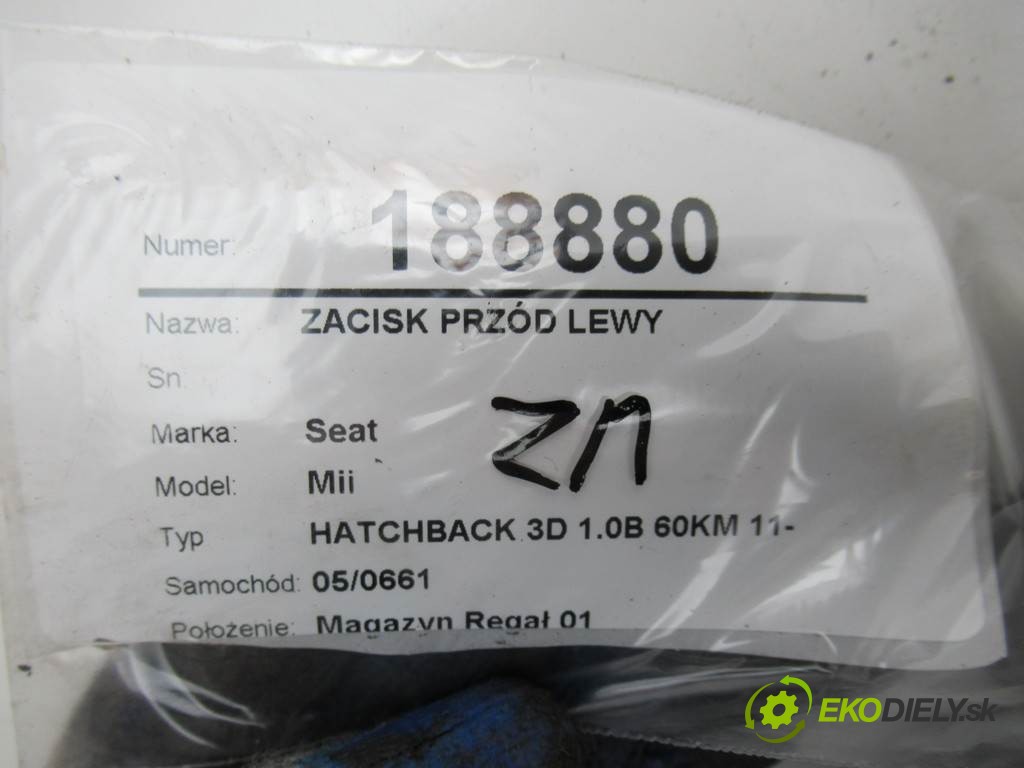 Numer: 188880
Nazwa: ZACISK PRZÓD LEWY
Sn:
Marka: Seat
zn
Model: Mii
Typ HATCHBACK 3D 1.0B 60KM 11-
Samochód: 05/0661
Położenie: Magazyn Regał 01
EKODIELY.sk